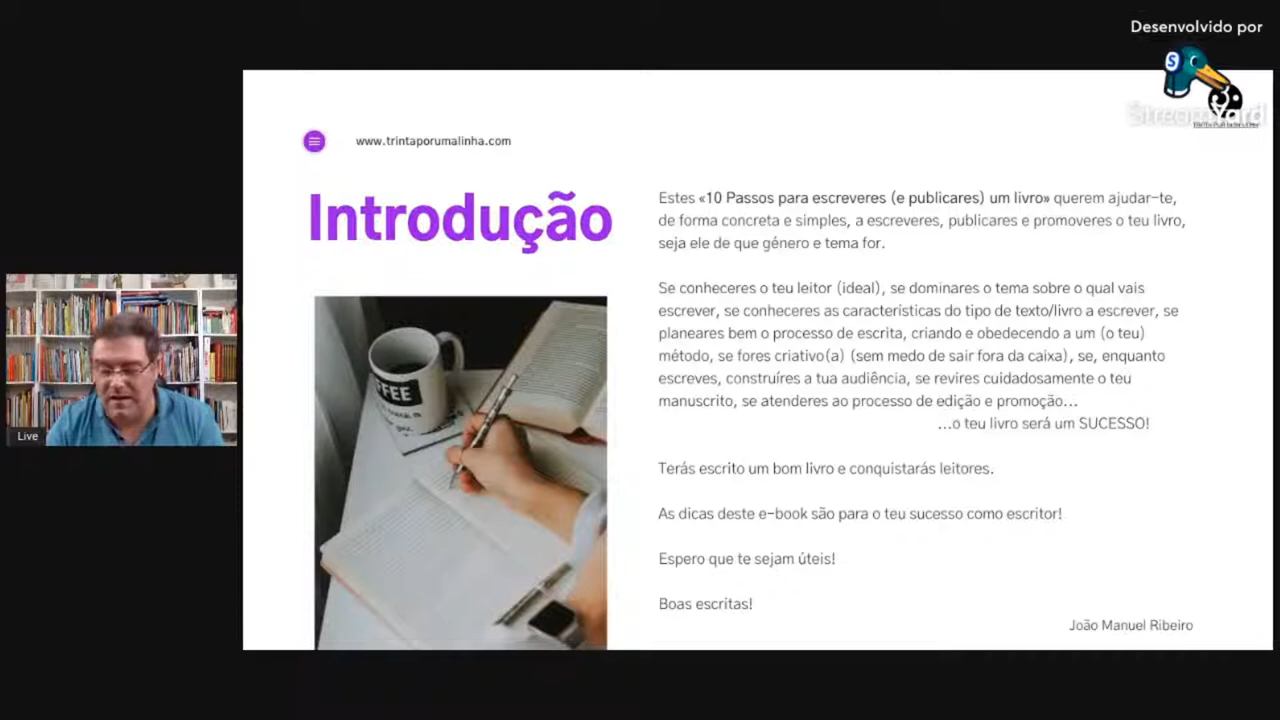 Desenvolvido por
StreamYard
www.trintaporumalinha.com
Introdução
Estes «10 Passos para escreveres (e publicares) um livro» querem ajudar-te,
de forma concreta e simples, a escreveres, publicares e promoveres o teu livro,
seja ele de que género e tema for.
Se conheceres o teu leitor (ideal), se dominares o tema sobre o qual vais
escrever, se conheceres as características do tipo de texto/livro a escrever, se
planeares bem o processo de escrita, criando e obedecendo a um (o teu)
método, se fores criativo(a) (sem medo de sair fora da caixa), se, enquanto
escreves, construíres a tua audiência, se revires cuidadosamente o teu
manuscrito, se atenderes ao processo de edição e promoção...
...o teu livro será um SUCESSO!
Terás escrito um bom livro e conquistarás leitores.
As dicas deste e-book são para o teu sucesso como escritor!
Espero que te sejam úteis!
Boas escritas!
João Manuel Ribeiro
FFEE
Live